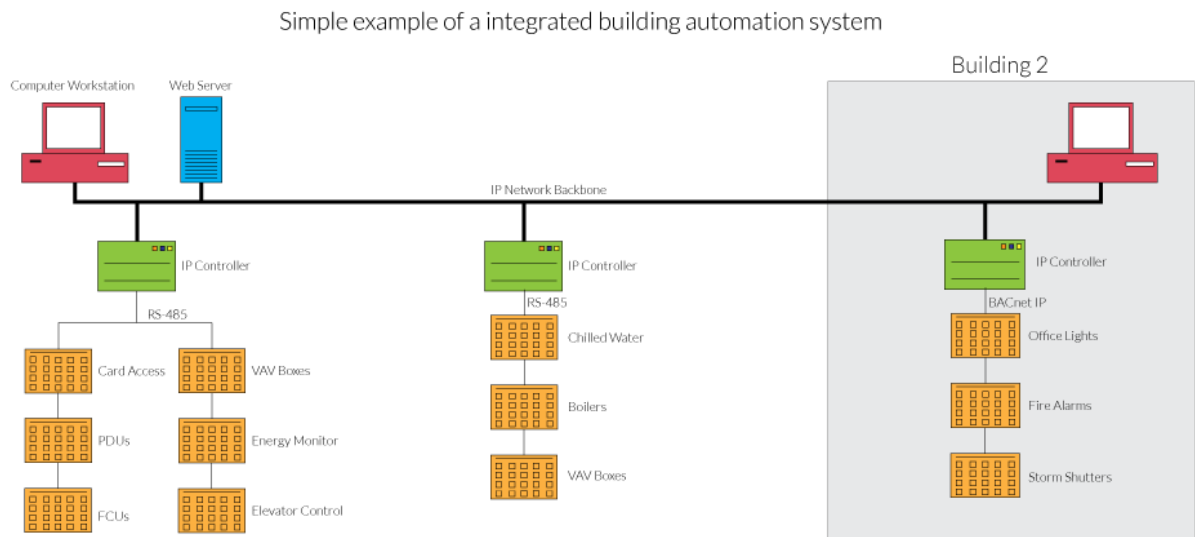 Simple example of a integrated building automation system
Building 2
Computer Workstation
Web Server
IP Network Backbone
IP Controller
IP Controller
IP Controller
RS-485
RS-485
BACnet IP
Card Access
VAV Boxes
Chilled Water
Office Lights
PDUs
Energy Monitor
Boilers
Fire Alarms
FCUs
Elevator Control
VAV Boxes
Storm Shutters